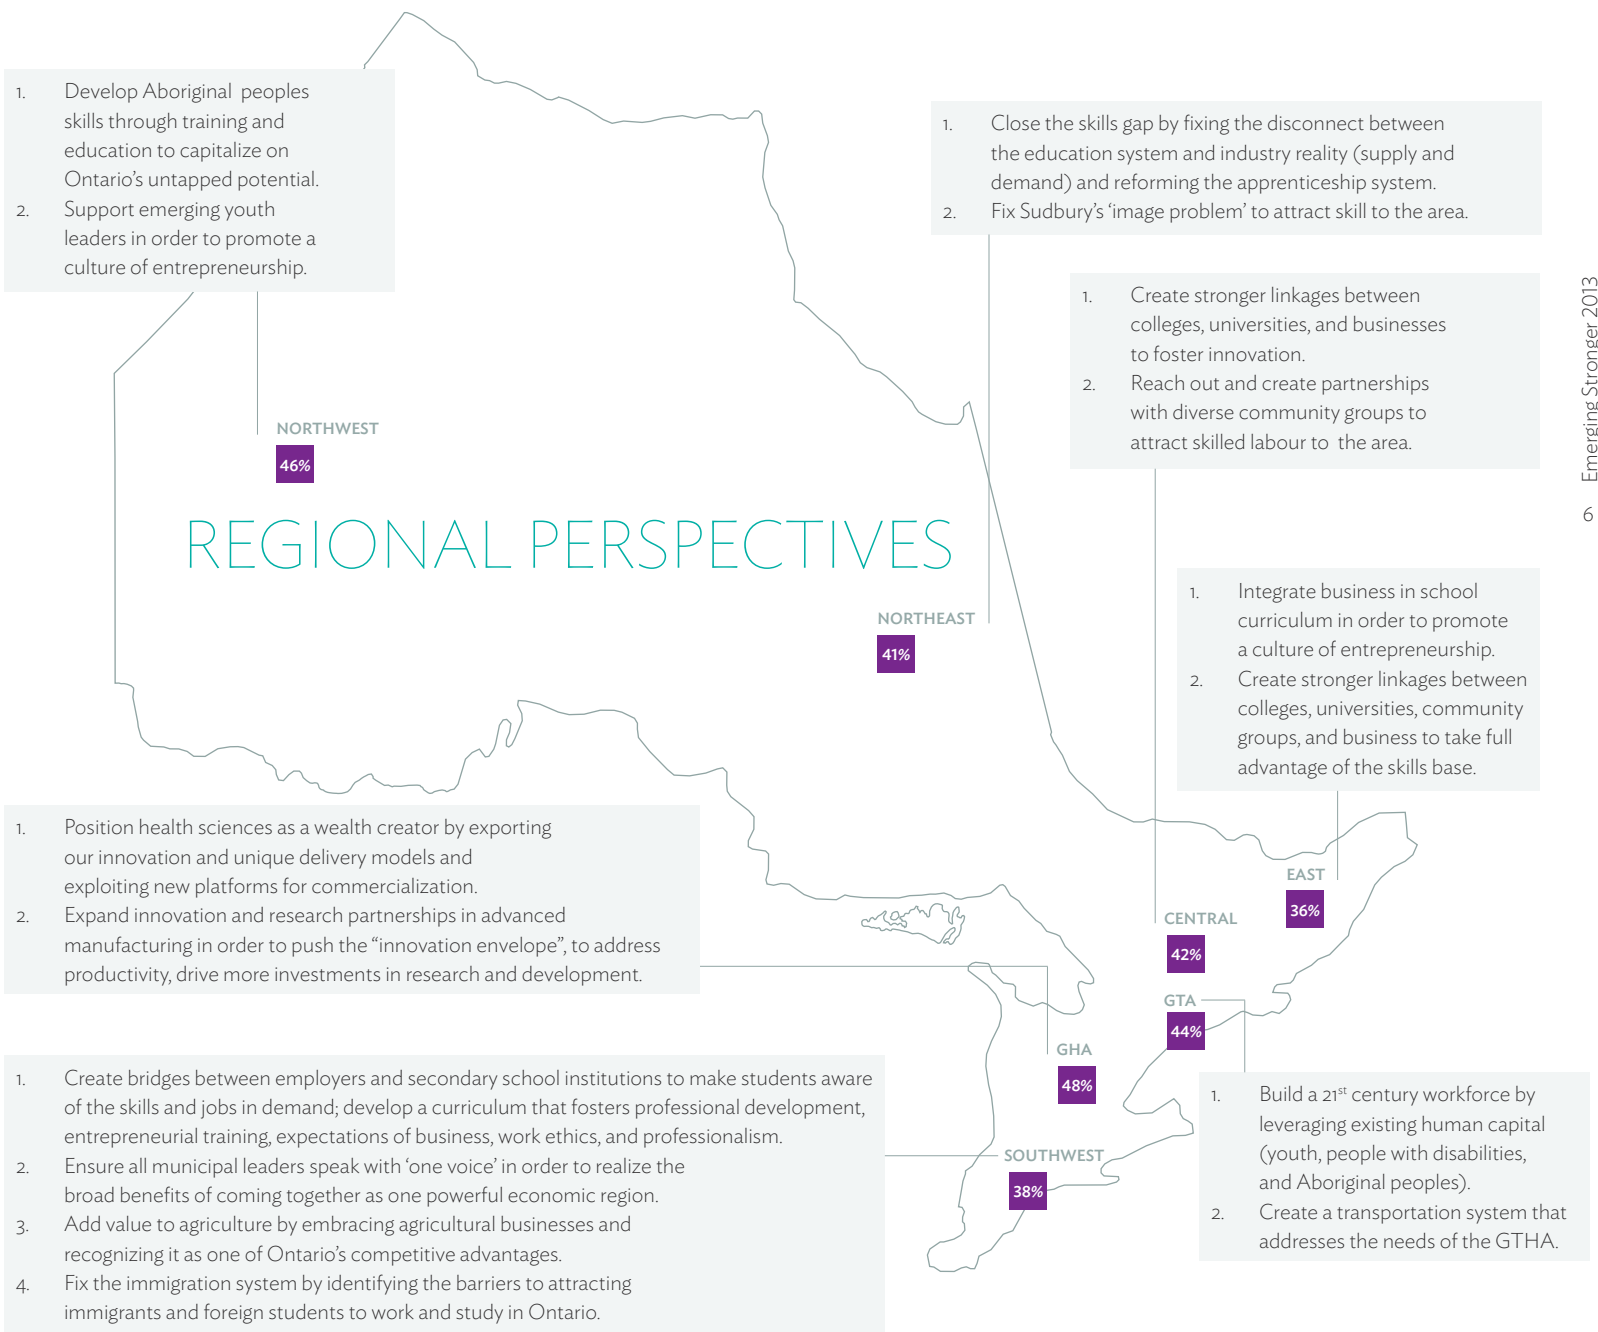 1. Develop Aboriginal peoples
skills through training and
education to capitalize on
Ontario's untapped potential.
2. Support emerging youth
leaders in order to promote a
culture of entrepreneurship.
1. Close the skills gap by fixing the disconnect between
the education system and industry reality (supply and
demand) and reforming the apprenticeship system.
2. Fix Sudbury's ‘image problem’ to attract skill to the area.
1. Create stronger linkages between
colleges, universities, and businesses
to foster innovation.
2. Reach out and create partnerships
with diverse community groups to
attract skilled labour to the area.
Emerging Stronger 2013
6
NORTHWEST
46%
REGIONAL PERSPECTIVES
NORTHEAST
41%
1. Integrate business in school
curriculum in order to promote
a culture of entrepreneurship.
2. Create stronger linkages between
colleges, universities, community
groups, and business to take full
advantage of the skills base.
1. Position health sciences as a wealth creator by exporting
our innovation and unique delivery models and
exploiting new platforms for commercialization.
2. Expand innovation and research partnerships in advanced
manufacturing in order to push the “innovation envelope”, to address
productivity, drive more investments in research and development.
EAST
36%
CENTRAL
42%
GTA
44%
GHA
48%
1. Create bridges between employers and secondary school institutions to make students aware
of the skills and jobs in demand; develop a curriculum that fosters professional development,
entrepreneurial training, expectations of business, work ethics, and professionalism.
2. Ensure all municipal leaders speak with ‘one voice’ in order to realize the
broad benefits of coming together as one powerful economic region.
3. Add value to agriculture by embracing agricultural businesses and
recognizing it as one of Ontario's competitive advantages.
4. Fix the immigration system by identifying the barriers to attracting
immigrants and foreign students to work and study in Ontario.
SOUTHWEST
38%
1. Build a 21st century workforce by
leveraging existing human capital
(youth, people with disabilities,
and Aboriginal peoples).
2. Create a transportation system that
addresses the needs of the GTHA.